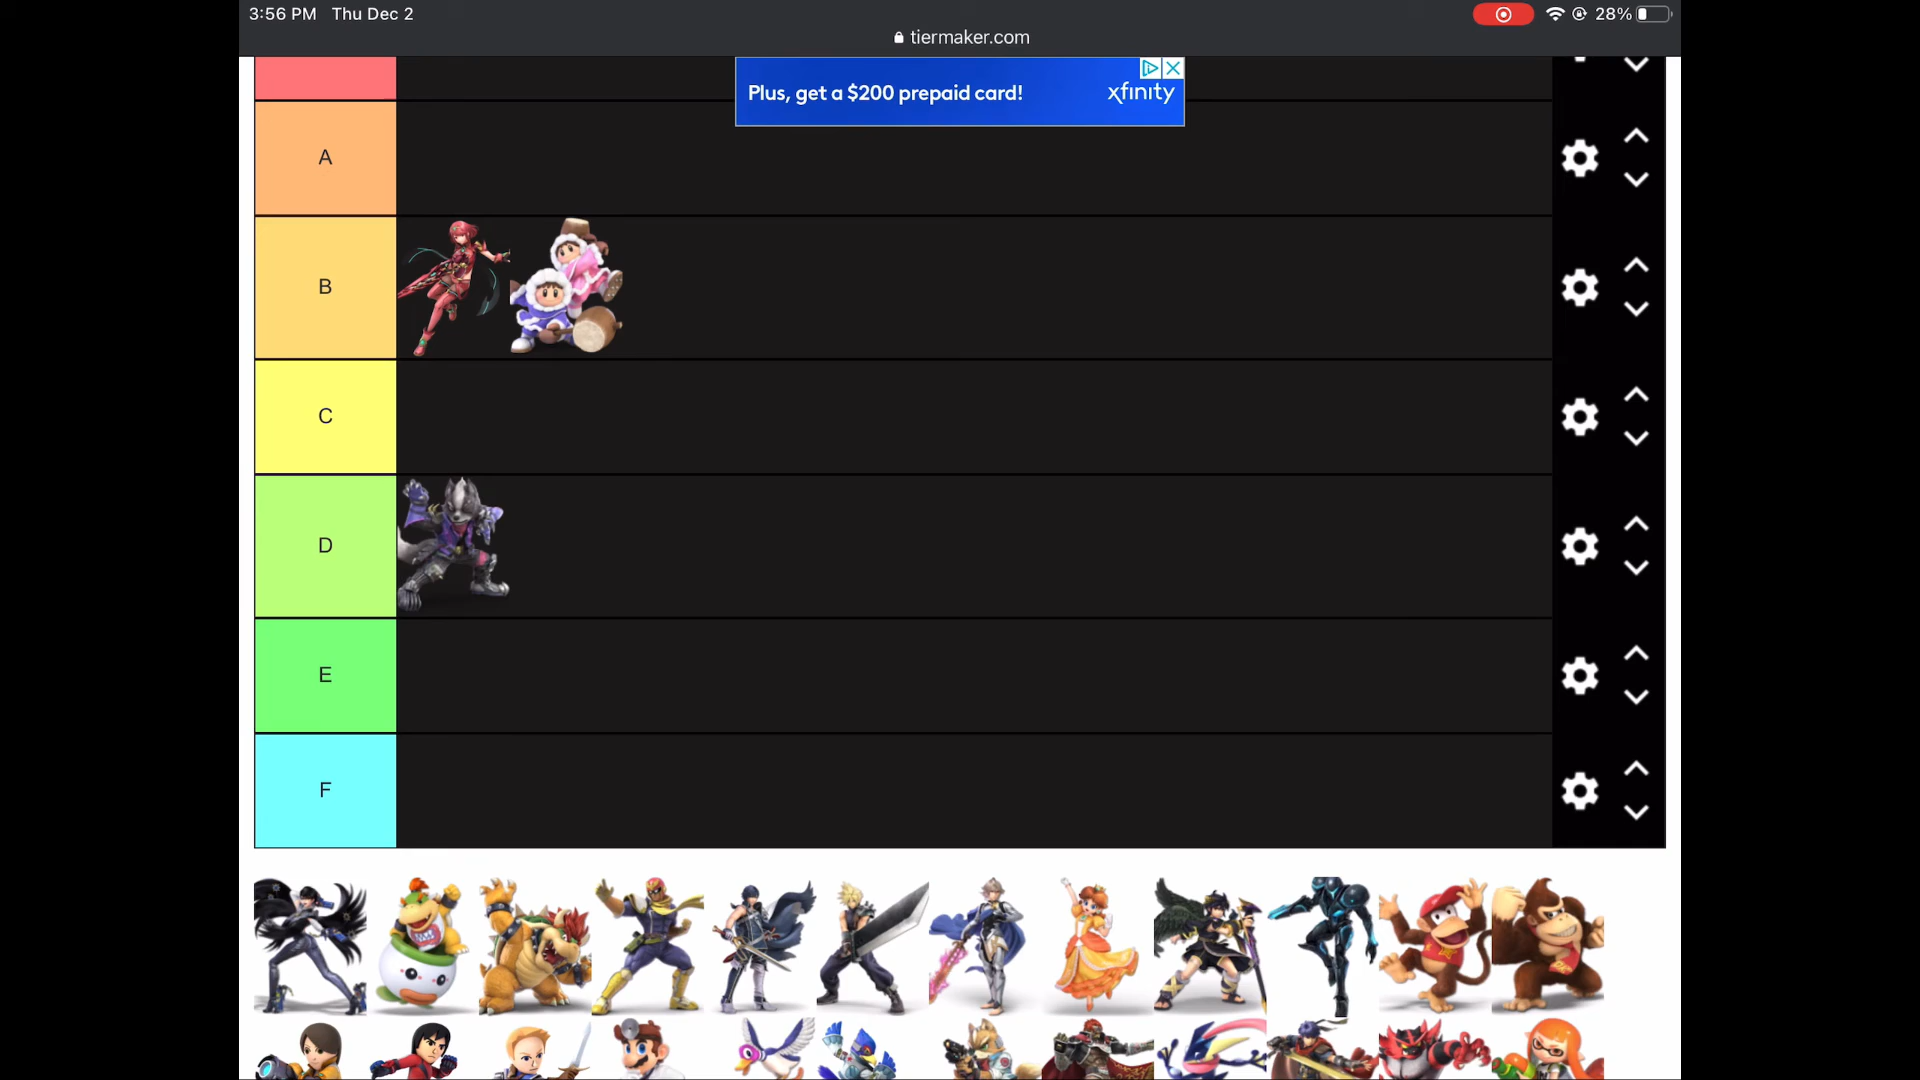 3:56 PM Thu Dec 2
28%
tiermaker.com
Plus, get a $200 prepaid card!
xfinity
A
B
C
D
E
F